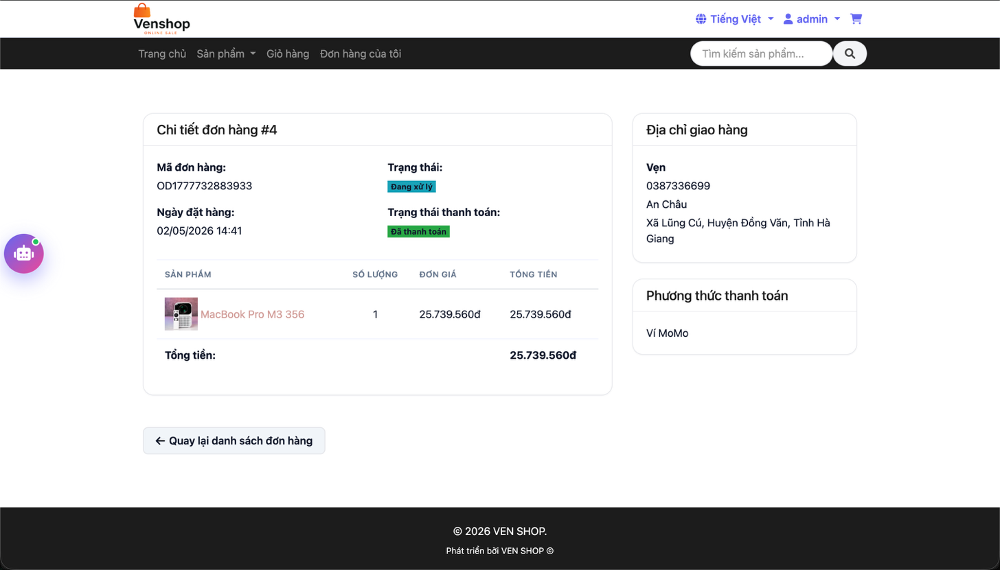 Venshop
ONLINE SALE
Tiếng Việt
admin
Trang chủ
Sản phẩm
Giỏ hàng
Đơn hàng của tôi
Tìm kiếm sản phẩm...
Chi tiết đơn hàng #4
Mã đơn hàng:
OD1777732883933
Trạng thái:
Đang xử lý
Ngày đặt hàng:
02/05/2026 14:41
Trạng thái thanh toán:
Đã thanh toán
SẢN PHẨM SỐ LƯỢNG ĐƠN GIÁ TỔNG TIỀN
MacBook Pro M3 356 1 25.739.560đ 25.739.560đ
Tổng tiền: 25.739.560đ
Địa chỉ giao hàng
Vẹn
0387336699
An Châu
Xã Lũng Cú, Huyện Đồng Văn, Tỉnh Hà
Giang
Phương thức thanh toán
Ví MoMo
Quay lại danh sách đơn hàng
© 2026 VEN SHOP.
Phát triển bởi VEN SHOP ©